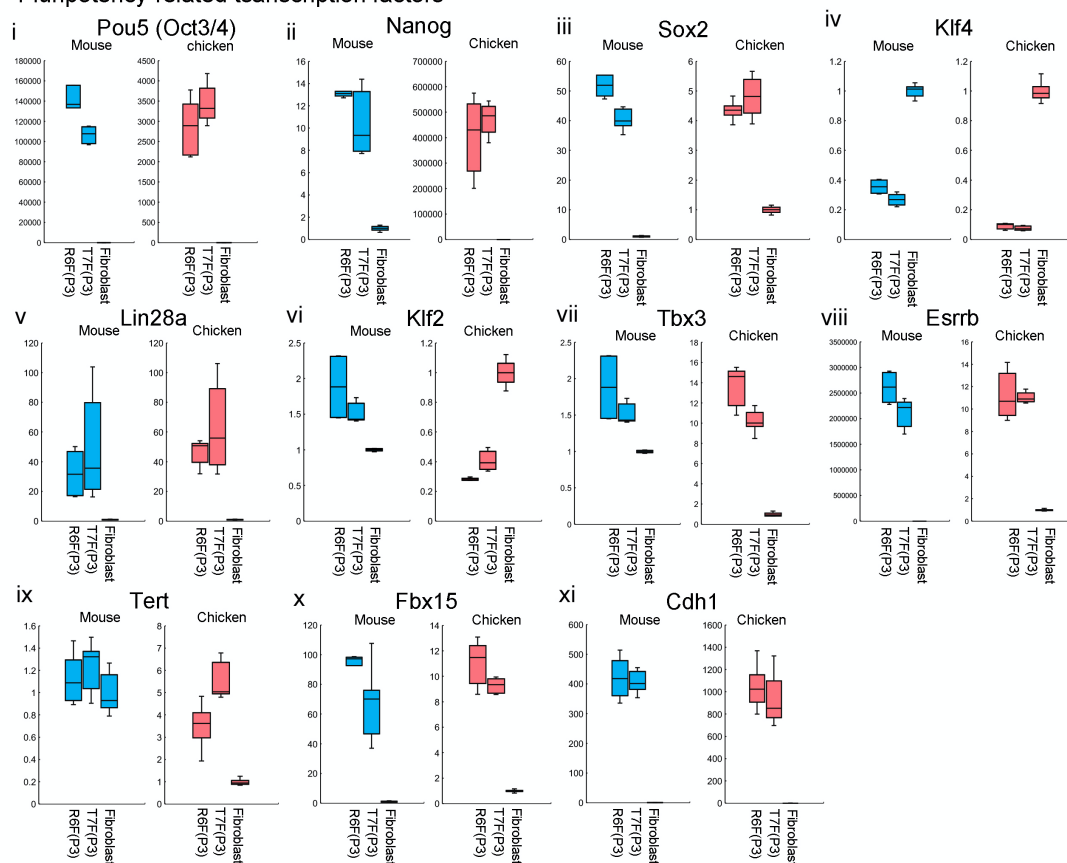 Pluripotency related transcription factors
i Pou5 (Oct3/4) ii Nanog iii Sox2 iv Klf4
Mouse chicken Mouse Chicken Mouse Chicken Mouse Chicken
180000 4500 16 700000 60 6 1.2 1.2
160000 4000 14 600000 50 5 1 1
140000 3500 12 500000 40 4 0.8 0.8
120000 3000 10 400000 30 3 0.6 0.6
100000 2500 8 300000 20 2 0.4 0.4
80000 2000 6 200000 10 1 0.2 0.2
60000 1500 4 100000 0 0 0 0
40000 1000 2 0
20000 500 0
0 0
R6F(P3) T7F(P3) Fibroblast R6F(P3) T7F(P3) Fibroblast R6F(P3) T7F(P3) Fibroblast R6F(P3) T7F(P3) Fibroblast R6F(P3) T7F(P3) Fibroblast R6F(P3) T7F(P3) Fibroblast R6F(P3) T7F(P3) Fibroblast R6F(P3) T7F(P3) Fibroblast
v Lin28a vi Klf2 vii Tbx3 viii Esrrb
Mouse Chicken Mouse Chicken Mouse Chicken Mouse Chicken
120 120 2.5 1.2 2.5 18 3500000 16
100 100 2 1 2 16 3000000 14
80 80 1.5 0.8 1.5 14 2500000 12
60 60 1 0.6 1 12 2000000 10
40 40 0.5 0.4 0.5 10 1500000 8
20 20 0 0.2 0 8 1000000 6
0 0 0 6 500000 4
4 0 2
2 0
0
R6F(P3) T7F(P3) Fibroblast R6F(P3) T7F(P3) Fibroblast R6F(P3) T7F(P3) Fibroblast R6F(P3) T7F(P3) Fibroblast R6F(P3) T7F(P3) Fibroblast R6F(P3) T7F(P3) Fibroblast R6F(P3) T7F(P3) Fibroblast R6F(P3) T7F(P3) Fibroblast
ix Tert x Fbx15 xi Cdh1
Mouse Chicken Mouse Chicken Mouse Chicken
1.6 8 120 14 600 1800
1.4 7 100 12 500 1600
1.2 6 80 10 400 1400
1 5 60 8 300 1200
0.8 4 40 6 200 1000
0.6 3 20 4 100 800
0.4 2 0 2 0 600
0.2 1 0 400
0 0 200
0
R6F(P3) T7F(P3) Fibroblast R6F(P3) T7F(P3) Fibroblast R6F(P3) T7F(P3) Fibroblast R6F(P3) T7F(P3) Fibroblast R6F(P3) T7F(P3) Fibroblast R6F(P3) T7F(P3) Fibroblast